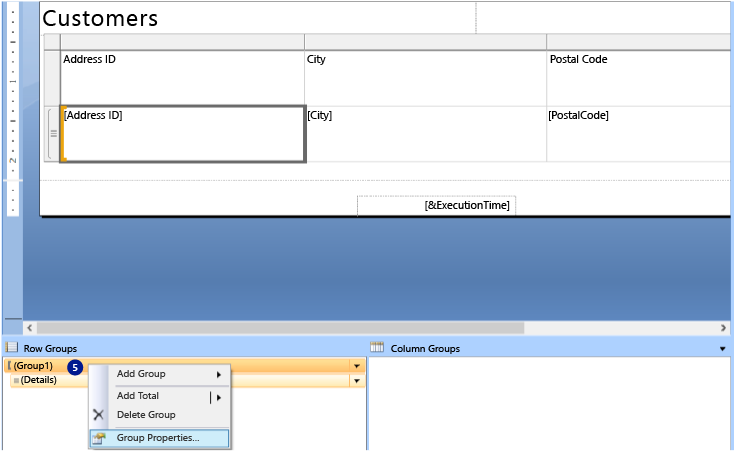 Customers
Address ID City Postal Code
[Address ID] [City] [PostalCode]
[&ExecutionTime]
Row Groups Column Groups
(Group1) 5
(Details)
Add Group
Add Total
Delete Group
Group Properties...